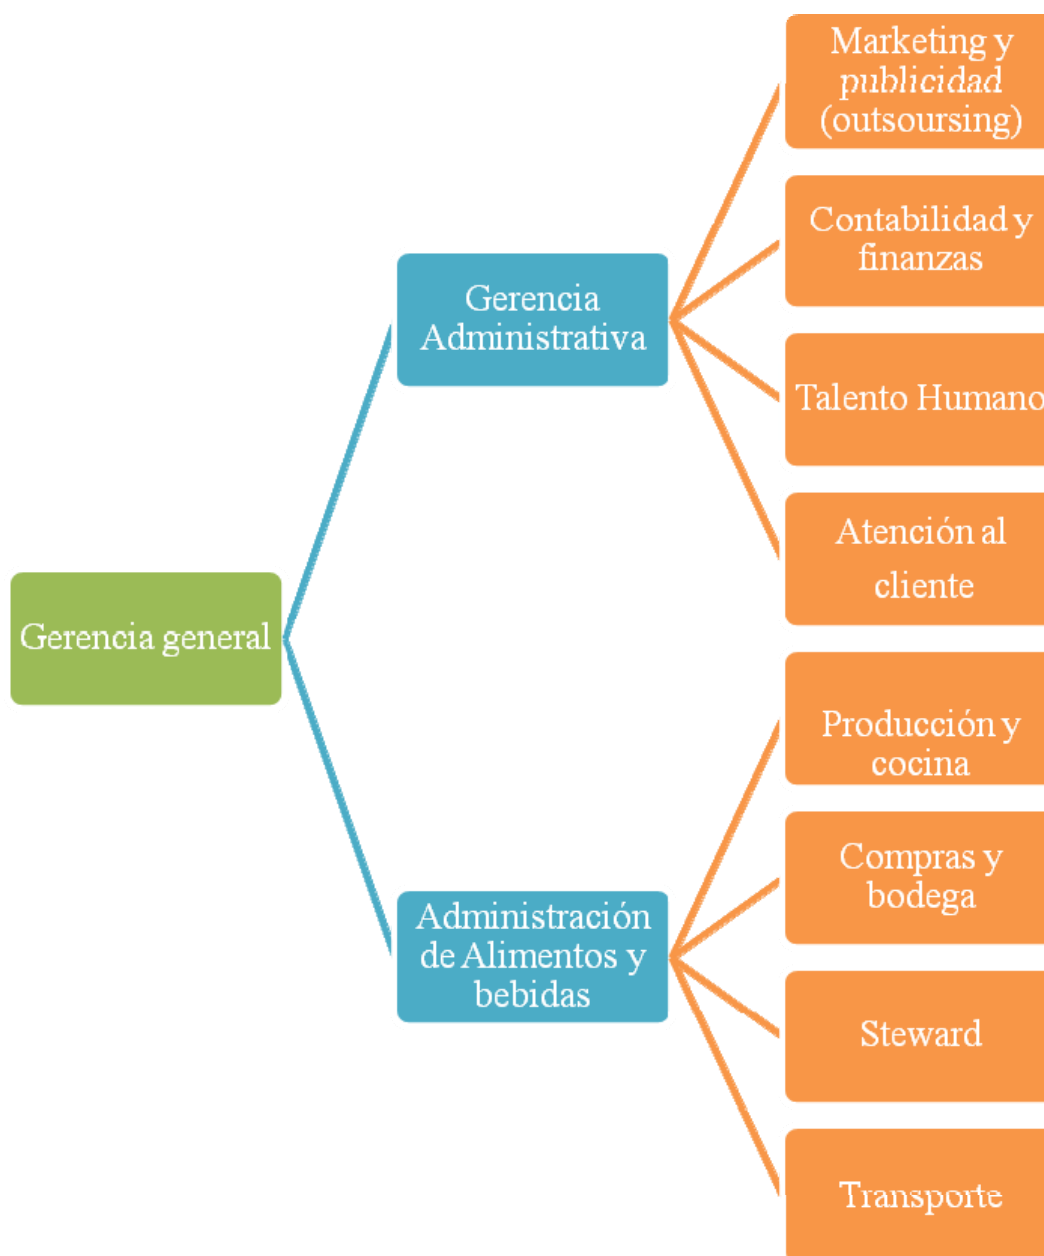 Marketing y
publicidad
(outsoursing)
Contabilidad y
finanzas
Gerencia
Administrativa
Talento Humano
Atención al
cliente
Gerencia general
Producción y
cocina
Compras y
bodega
Administración
de Alimentos y
bebidas
Steward
Transporte